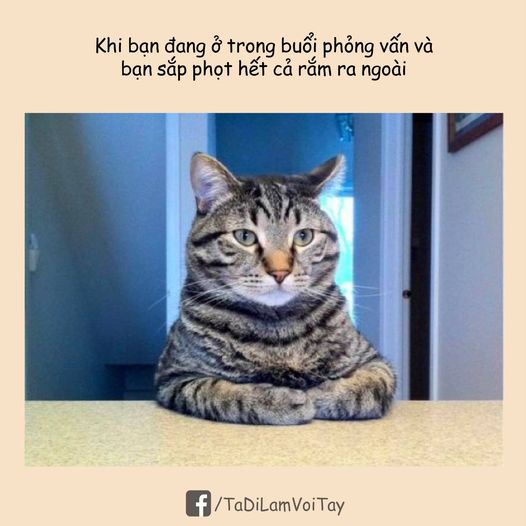 Khi bạn đang ở trong buổi phỏng vấn và
bạn sắp phọt hết cả rắm ra ngoài
f/TaDiLamVoiTay